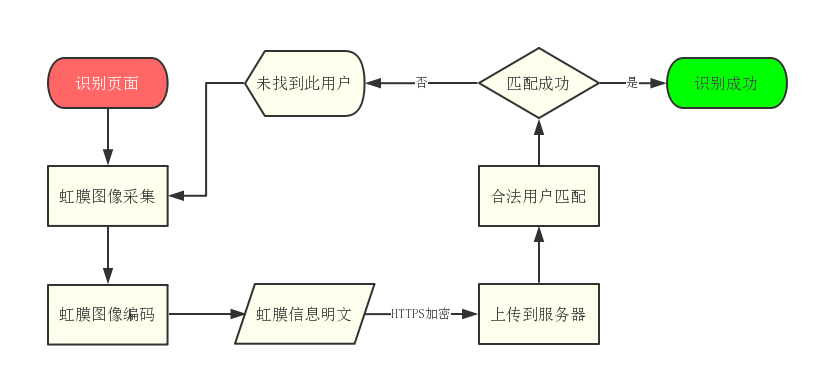 识别页面
未找到此用户
否
匹配成功
是
识别成功
虹膜图像采集
合法用户匹配
虹膜图像编码
虹膜信息明文
HTTPS加密
上传到服务器